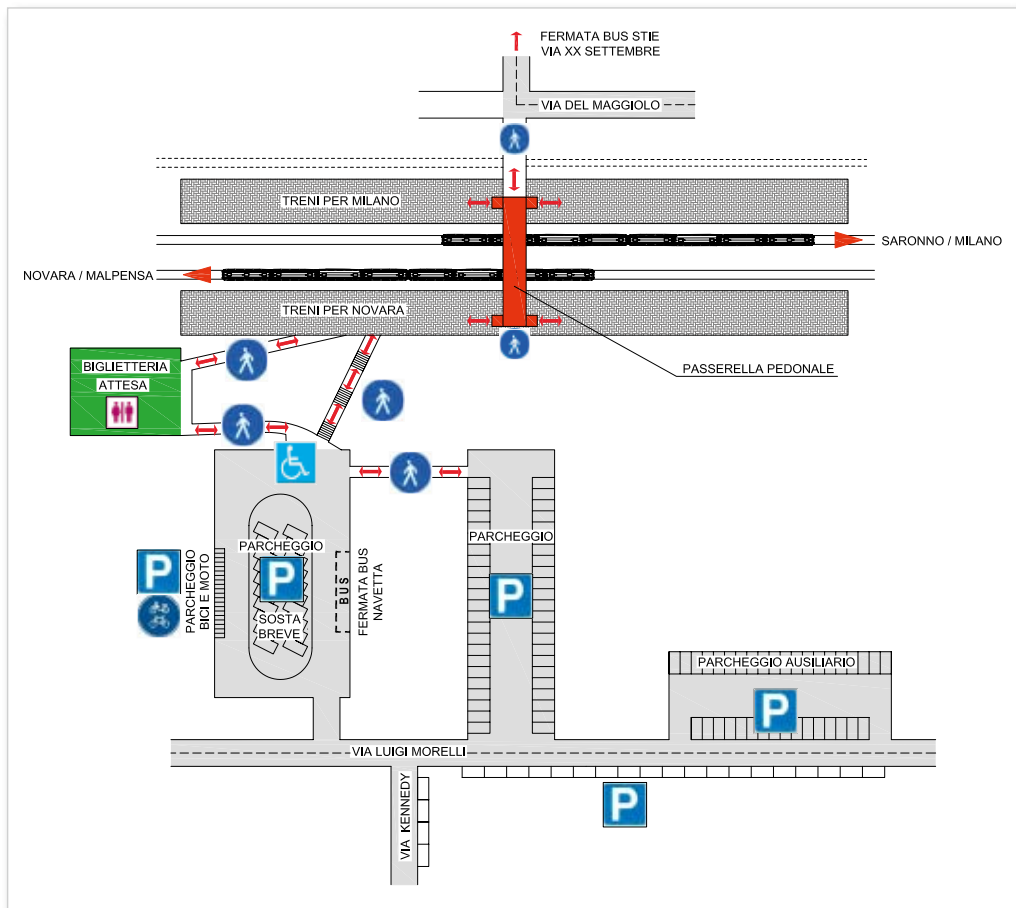 FERMATA BUS STIE
VIA XX SETTEMBRE
VIA DEL MAGGIOLO
TRENI PER MILANO
SARONNO / MILANO
NOVARA / MALPENSA
TRENI PER NOVARA
BIGLIETTERIA
ATTESA
PASSERELLA PEDONALE
PARCHEGGIO
P
SOSTA
BREVE
P
PARCHEGGIO
BICI E MOTO
BUS
FERMATA BUS
NAVETTA
PARCHEGGIO
P
PARCHEGGIO AUSILIARIO
P
VIA LUIGI MORELLI
VIA KENNEDY
P